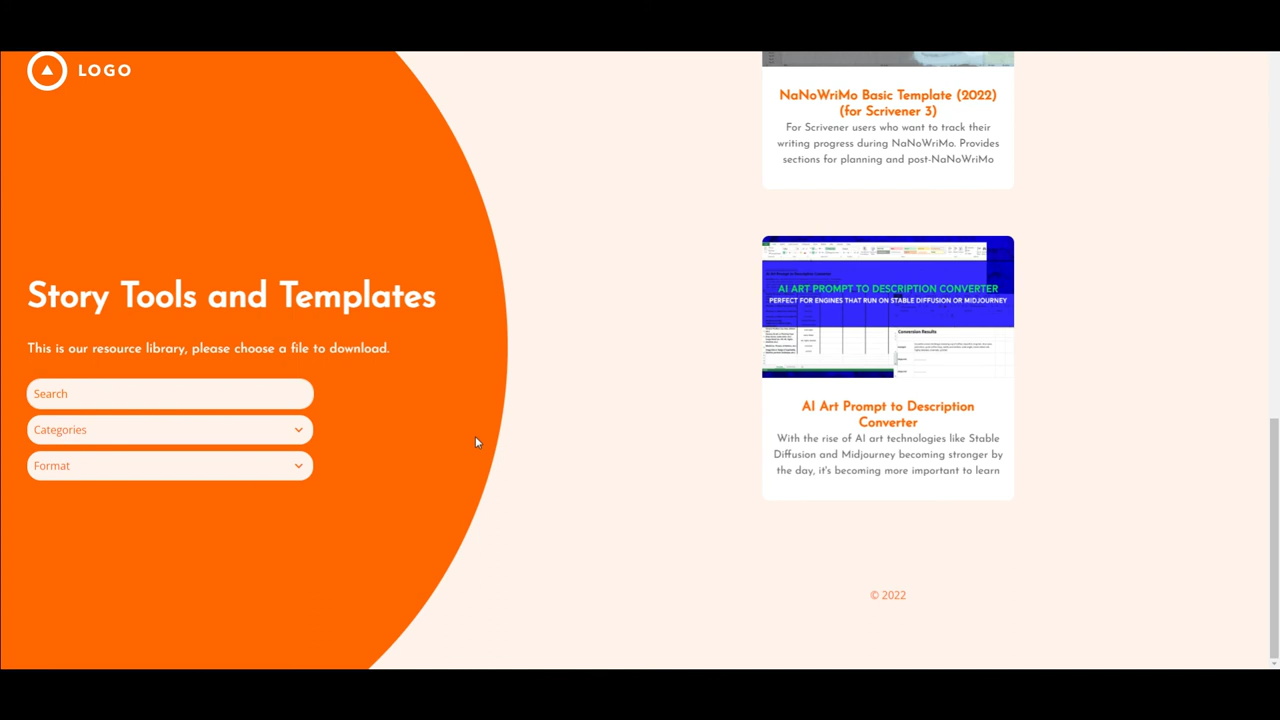 LOGO
Story Tools and Templates
This is our resource library, please choose a file to download.
Search
Categories
Format
NaNoWriMo Basic Template (2022)
(for Scrivener 3)
For Scrivener users who want to track their
writing progress during NaNoWriMo. Provides
sections for planning and post-NaNoWriMo
AI ART PROMPT TO DESCRIPTION CONVERTER
PERFECT FOR ENGINES THAT RUN ON STABLE DIFFUSION OR MIDJOURNEY
Conversion Results
AI Art Prompt to Description
Converter
With the rise of AI art technologies like Stable
Diffusion and Midjourney becoming stronger by
the day, it's becoming more important to learn
© 2022